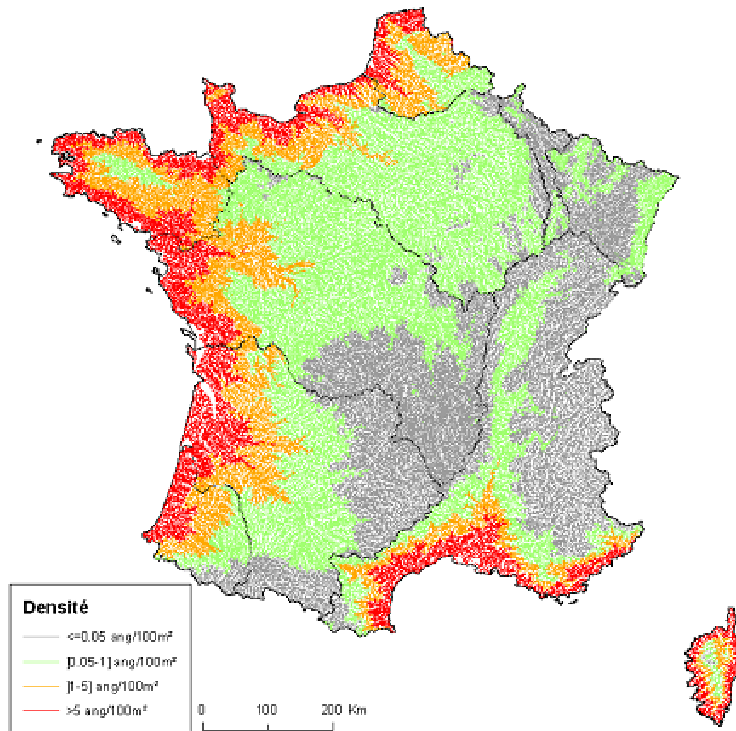 Densité
<=0.05 ang/100m²
]0.05-1] ang/100m²
]1-5] ang/100m²
>5 ang/100m²
0 100 200 Km